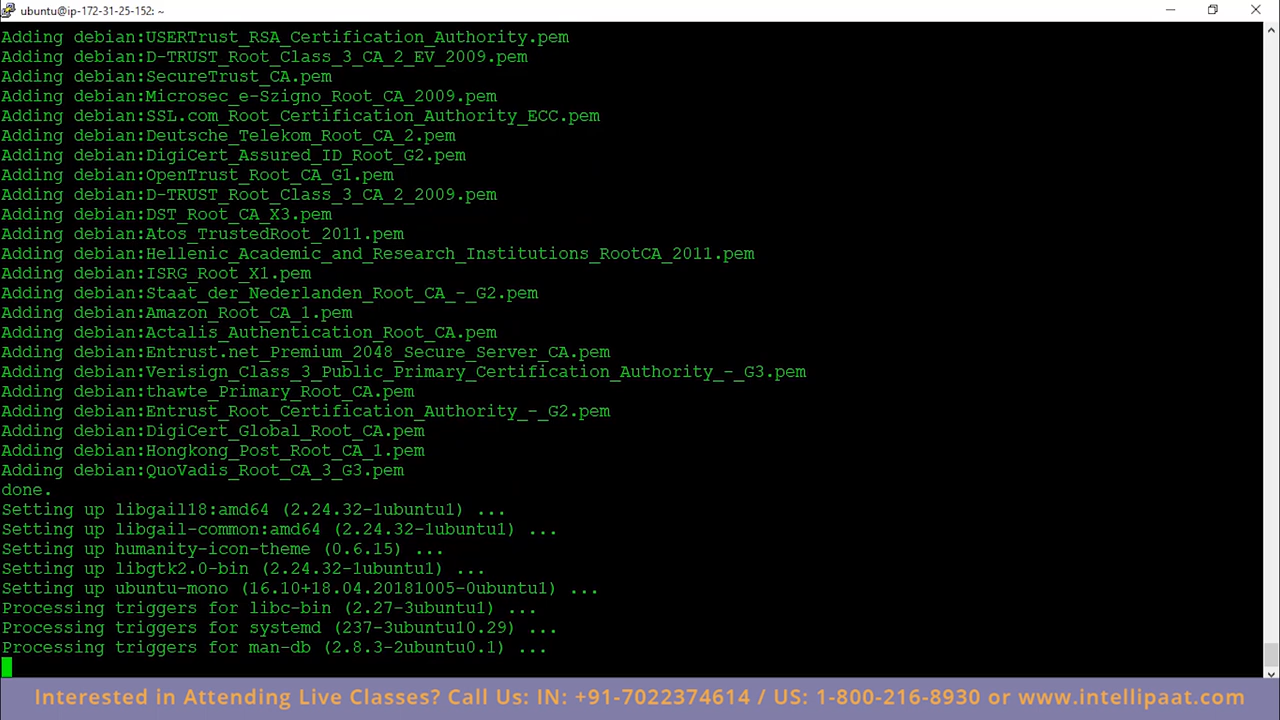 ubuntu@ip-172-31-25-152: ~
Adding debian:USERTrust_RSA_Certification_Authority.pem
Adding debian:D-TRUST_Root_Class_3_CA_2_EV_2009.pem
Adding debian:SecureTrust_CA.pem
Adding debian:Microsec_e-Szigno_Root_CA_2009.pem
Adding debian:SSL.com_Root_Certification_Authority_ECC.pem
Adding debian:Deutsche_Telekom_Root_CA_2.pem
Adding debian:DigiCert_Assured_ID_Root_G2.pem
Adding debian:OpenTrust_Root_CA_G1.pem
Adding debian:D-TRUST_Root_Class_3_CA_2_2009.pem
Adding debian:DST_Root_CA_X3.pem
Adding debian:Atos_TrustedRoot_2011.pem
Adding debian:Hellenic_Academic_and_Research_Institutions_RootCA_2011.pem
Adding debian:ISRG_Root_X1.pem
Adding debian:Staat_der_Nederlanden_Root_CA_-_G2.pem
Adding debian:Amazon_Root_CA_1.pem
Adding debian:Actalis_Authentication_Root_CA.pem
Adding debian:Entrust.net_Premium_2048_Secure_Server_CA.pem
Adding debian:Verisign_Class_3_Public_Primary_Certification_Authority_-_G3.pem
Adding debian:thawte_Primary_Root_CA.pem
Adding debian:Entrust_Root_Certification_Authority_-_G2.pem
Adding debian:DigiCert_Global_Root_CA.pem
Adding debian:Hongkong_Post_Root_CA_1.pem
Adding debian:QuoVadis_Root_CA_3_G3.pem
done.
Setting up libgail18:amd64 (2.24.32-1ubuntu1) ...
Setting up libgail-common:amd64 (2.24.32-1ubuntu1) ...
Setting up humanity-icon-theme (0.6.15) ...
Setting up libgtk2.0-bin (2.24.32-1ubuntu1) ...
Setting up ubuntu-mono (16.10+18.04.20181005-0ubuntu1) ...
Processing triggers for libc-bin (2.27-3ubuntu1) ...
Processing triggers for systemd (237-3ubuntu10.29) ...
Processing triggers for man-db (2.8.3-2ubuntu0.1) ...
Interested in Attending Live Classes? Call Us: IN: +91-7022374614 / US: 1-800-216-8930 or www.intellipaat.com